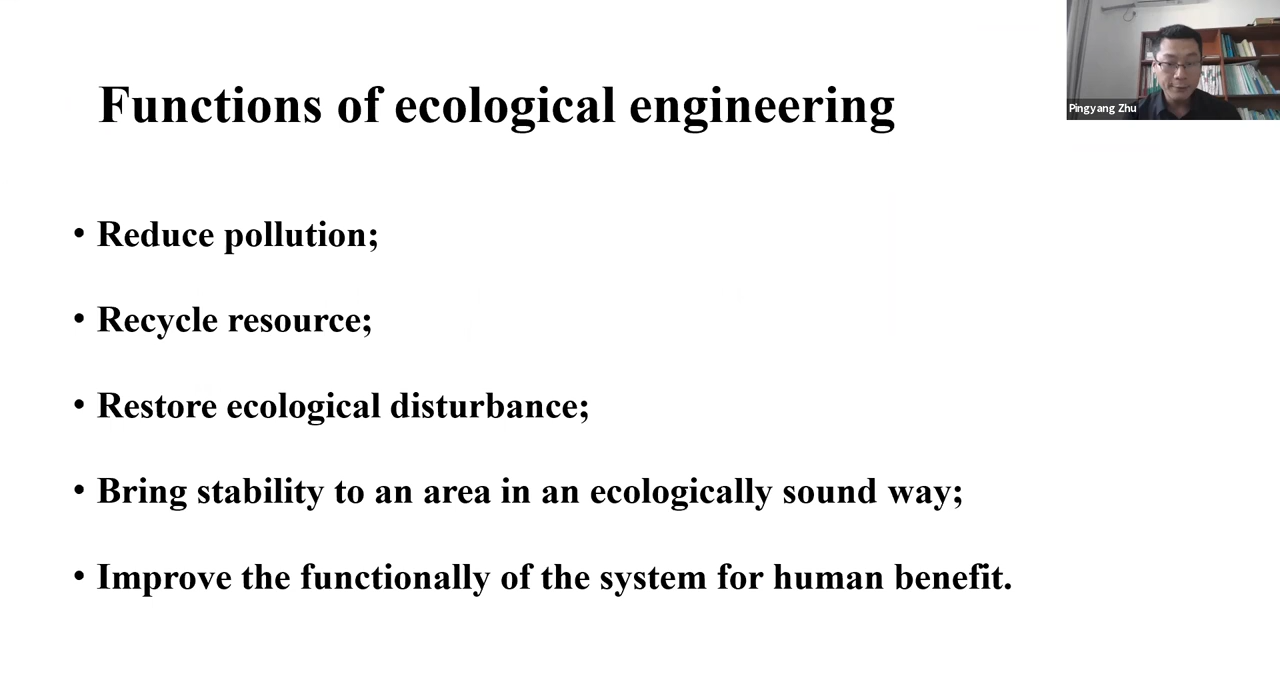 Functions of ecological engineering
Pingyang Zhu
• Reduce pollution;
• Recycle resource;
• Restore ecological disturbance;
• Bring stability to an area in an ecologically sound way;
• Improve the functionally of the system for human benefit.